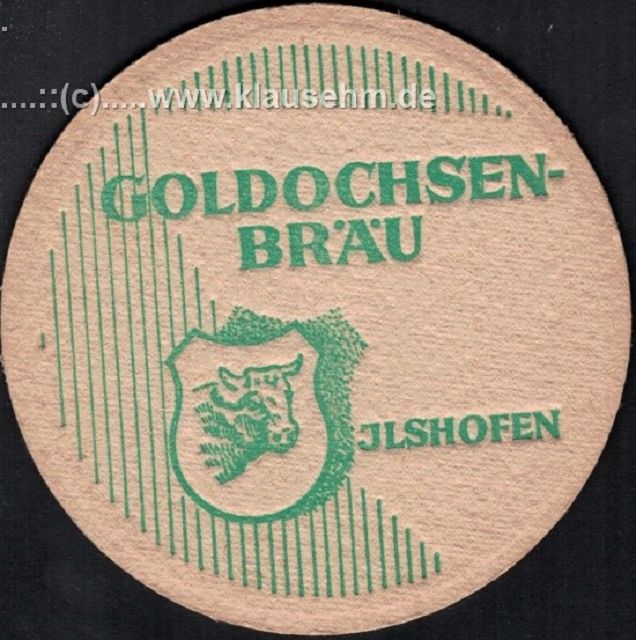 ....::(c).....www.klausehm.de
GOLDOCHSEN-
BRÄU
JLSHOFEN